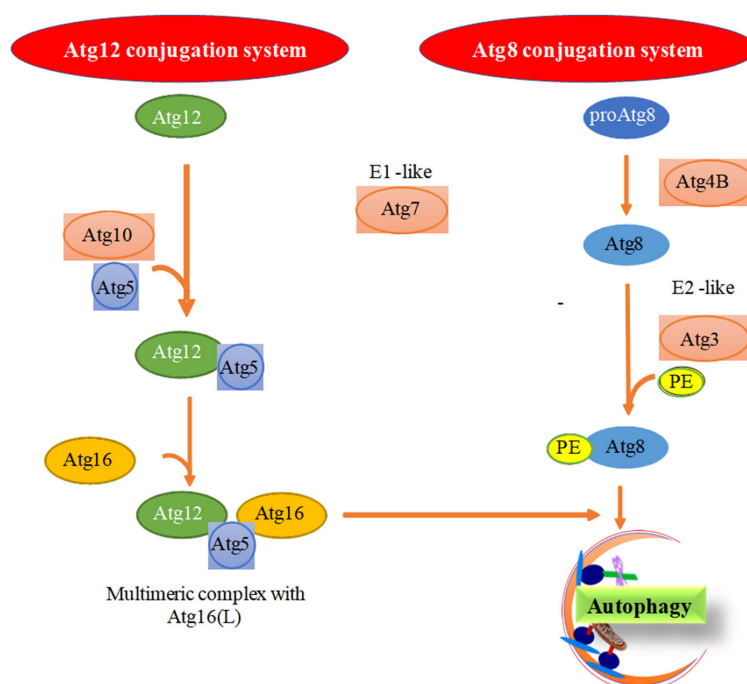 Atg12 conjugation system
Atg8 conjugation system
Atg12
proAtg8
E1 -like
Atg7
Atg4B
Atg10
Atg5
Atg8
-
E2 -like
Atg3
PE
Atg12
Atg5
Atg16
PE
Atg8
Atg12
Atg16
Atg5
Multimeric complex with
Atg16(L)
Autophagy